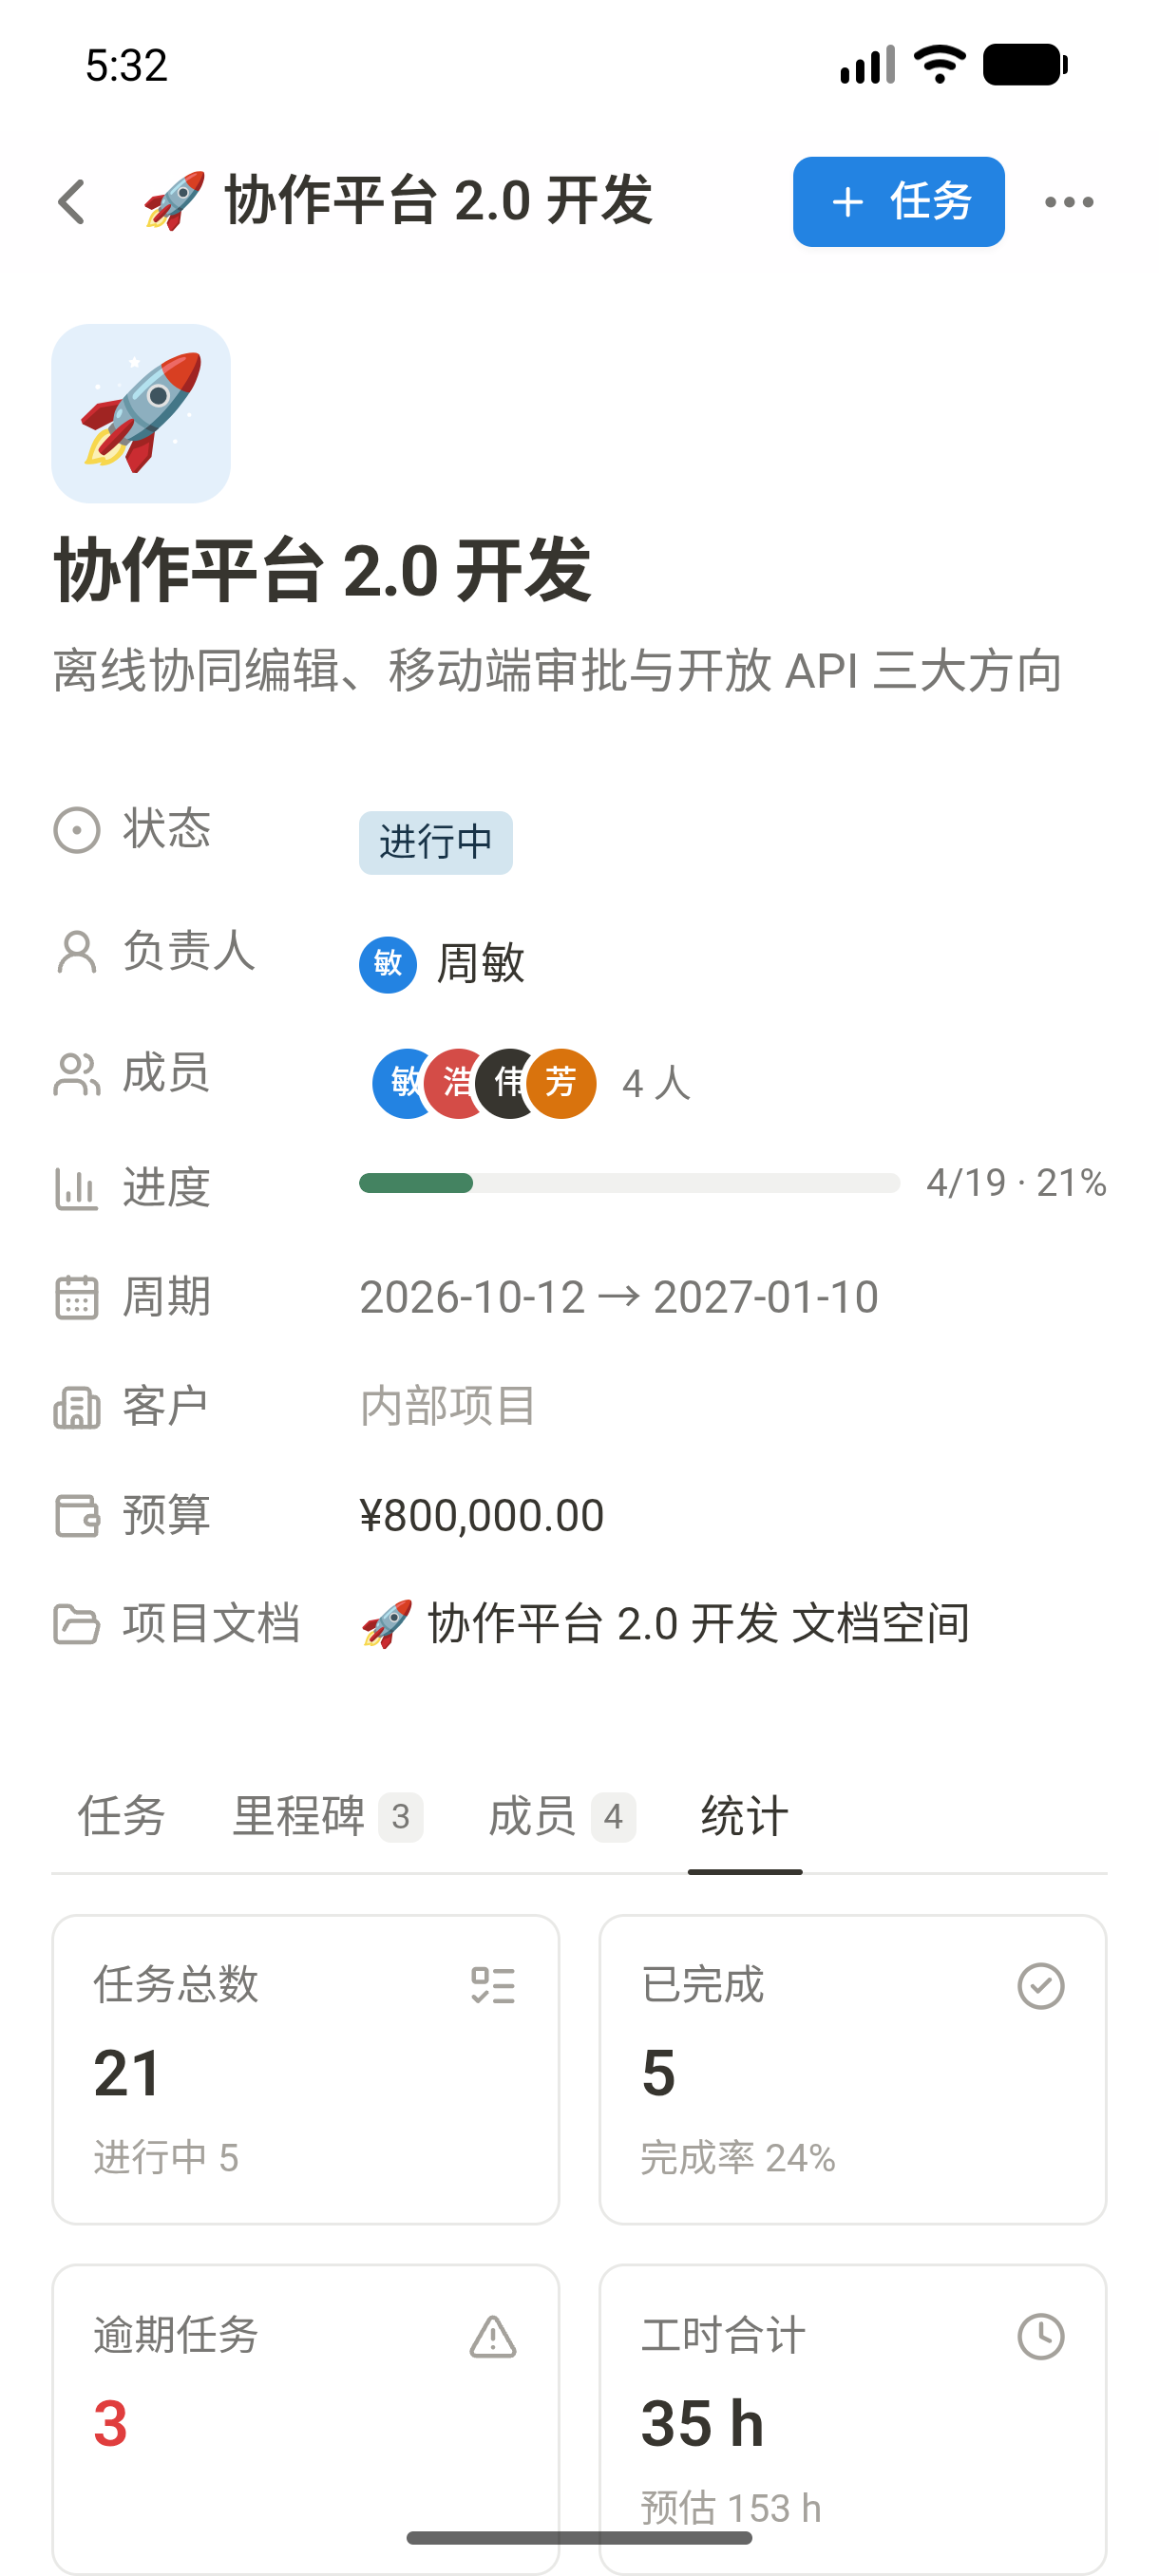 5:32
🚀 协作平台 2.0 开发
+ 任务
协作平台 2.0 开发
离线协同编辑、移动端审批与开放 API 三大方向
状态 进行中
负责人 敏 周敏
成员 敏 浩 伟 芳 4 人
进度 4/19 · 21%
周期 2026-10-12 → 2027-01-10
客户 内部项目
预算 ¥800,000.00
项目文档 🚀 协作平台 2.0 开发 文档空间
任务 里程碑 3 成员 4 统计
任务总数
21
进行中 5
已完成
5
完成率 24%
逾期任务
3
工时合计
35 h
预估 153 h